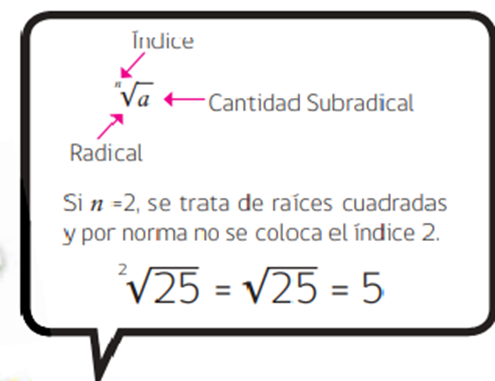 Índice
ⁿ√a
Cantidad Subradical
Radical
Si n =2, se trata de raíces cuadradas
y por norma no se coloca el índice 2.
²√25 = √25 = 5